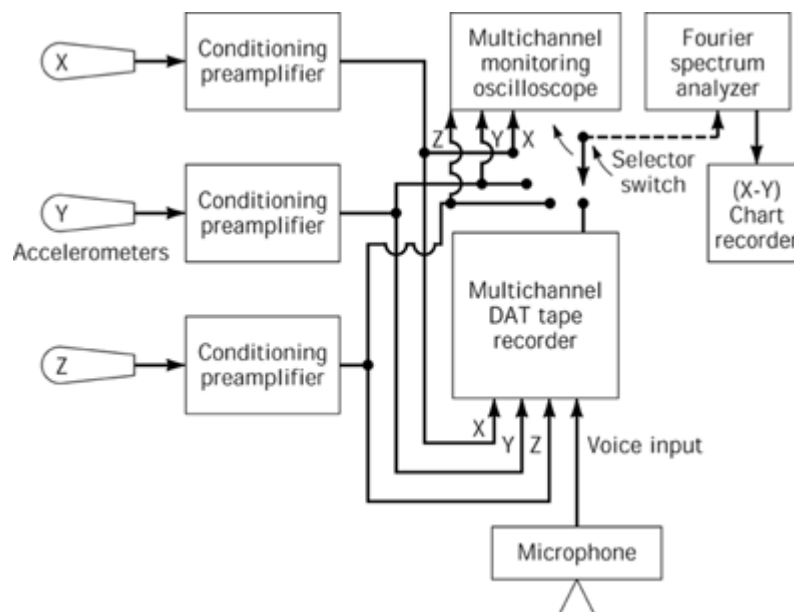 X
Conditioning
preamplifier
Multichannel
monitoring
oscilloscope
Fourier
spectrum
analyzer
Z
Y
X
Selector
switch
Y
Accelerometers
Conditioning
preamplifier
(X-Y)
Chart
recorder
Multichannel
DAT tape
recorder
Z
Conditioning
preamplifier
X
Y
Z
Voice input
Microphone